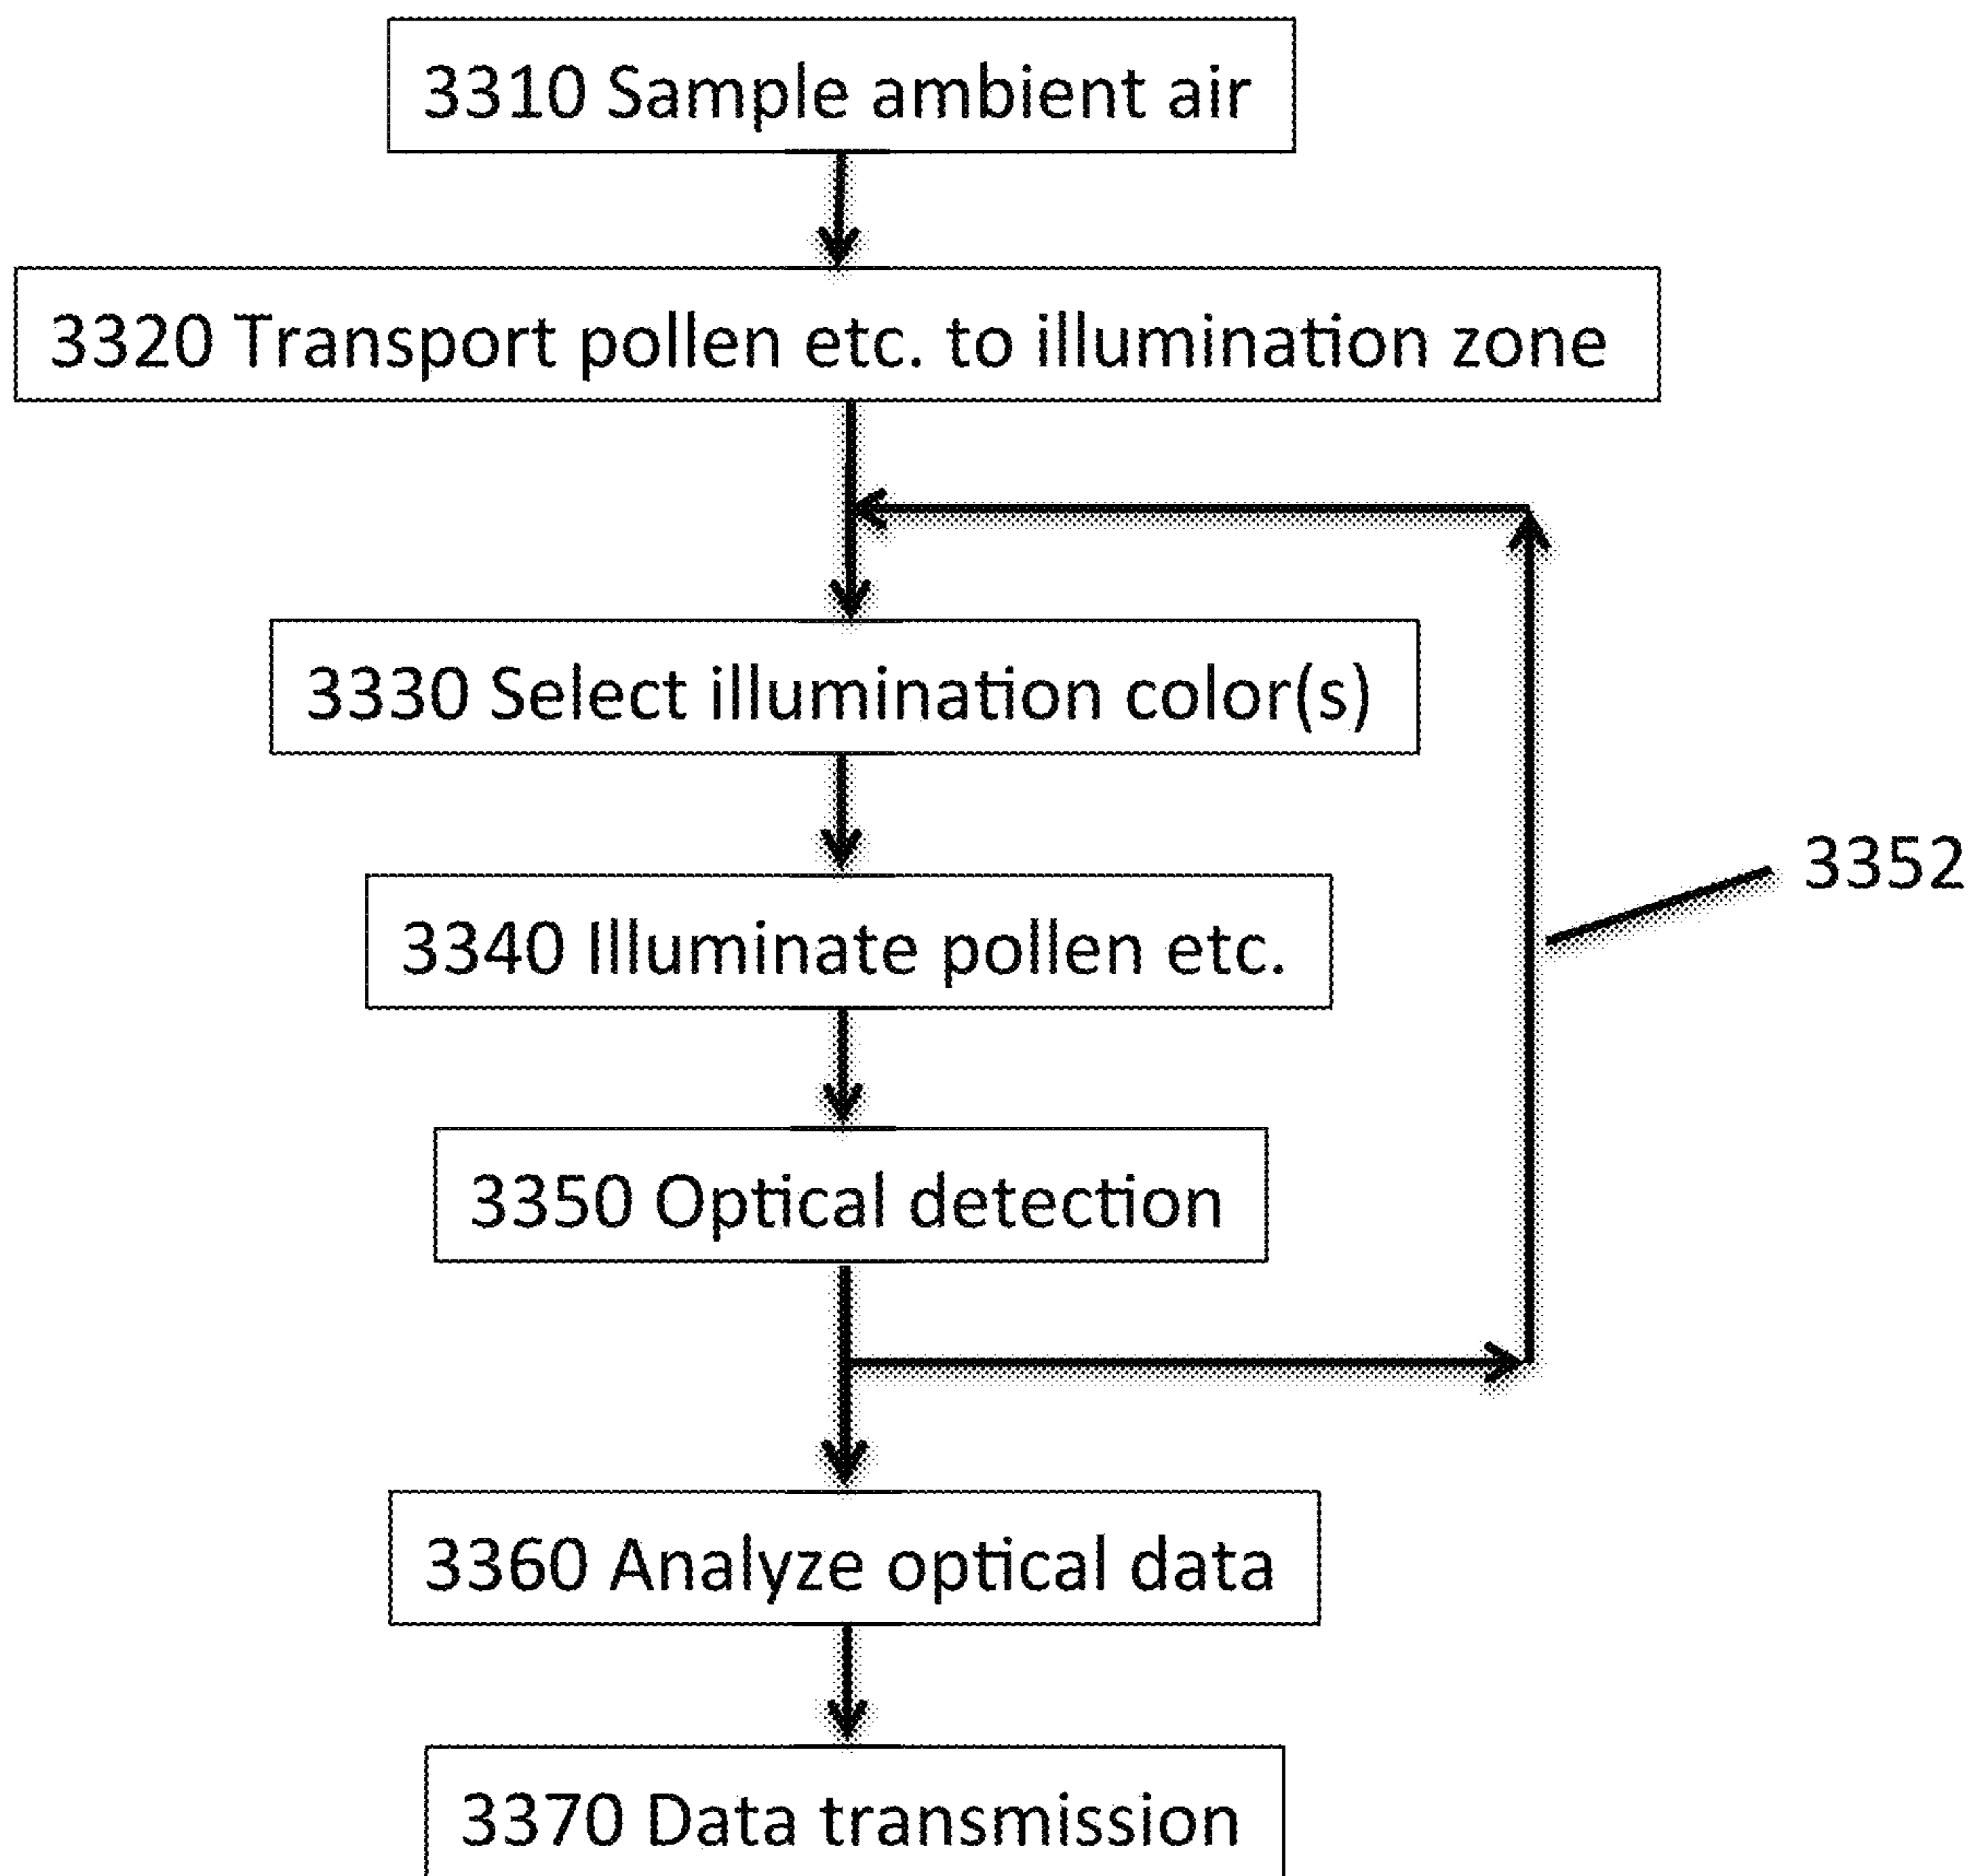 3310 Sample ambient air
3320 Transport pollen etc. to illumination zone
3330 Select illumination color(s)
3340 Illuminate pollen etc.
3352
3350 Optical detection
3360 Analyze optical data
3370 Data transmission